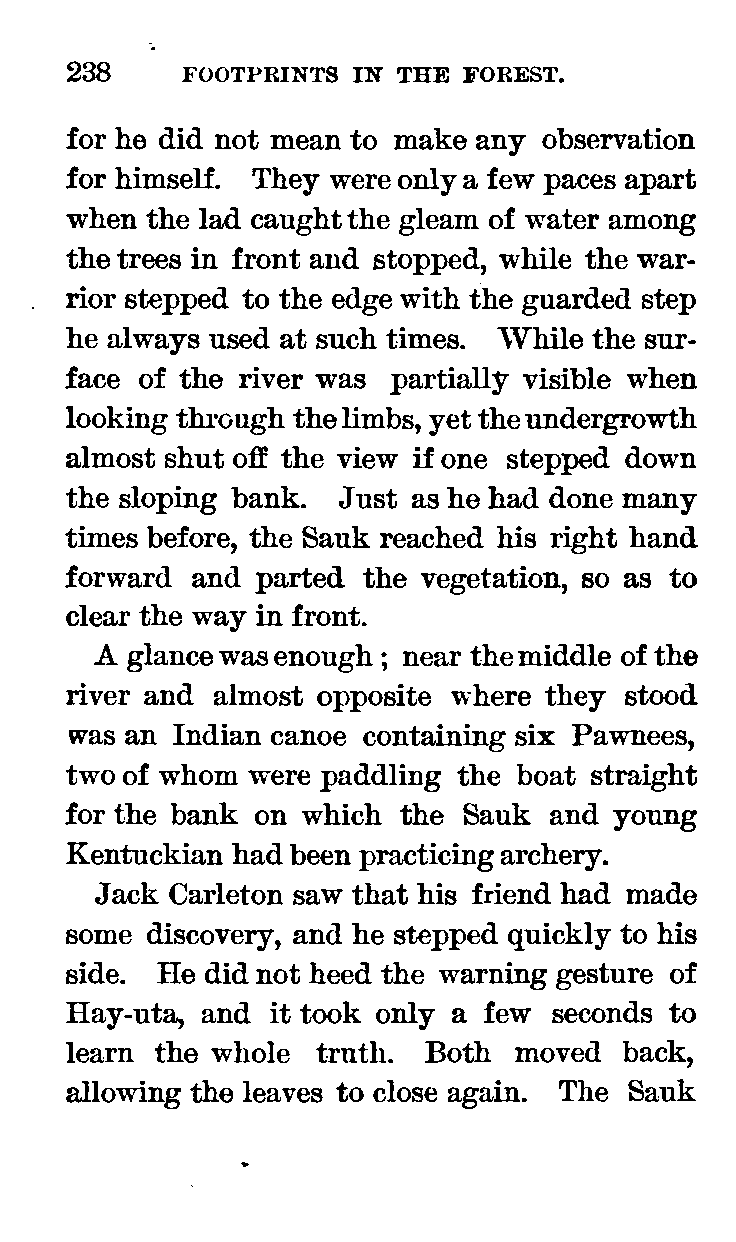 238 FOOTPRINTS IN THE FOREST.
for he did not mean to make any observation
for himself. They were only a few paces apart
when the lad caught the gleam of water among
the trees in front and stopped, while the war-
rior stepped to the edge with the guarded step
he always used at such times. While the sur-
face of the river was partially visible when
looking through the limbs, yet the undergrowth
almost shut off the view if one stepped down
the sloping bank. Just as he had done many
times before, the Sauk reached his right hand
forward and parted the vegetation, so as to
clear the way in front.
A glance was enough; near the middle of the
river and almost opposite where they stood
was an Indian canoe containing six Pawnees,
two of whom were paddling the boat straight
for the bank on which the Sauk and young
Kentuckian had been practicing archery.
Jack Carleton saw that his friend had made
some discovery, and he stepped quickly to his
side. He did not heed the warning gesture of
Hay-uta, and it took only a few seconds to
learn the whole truth. Both moved back,
allowing the leaves to close again. The Sauk